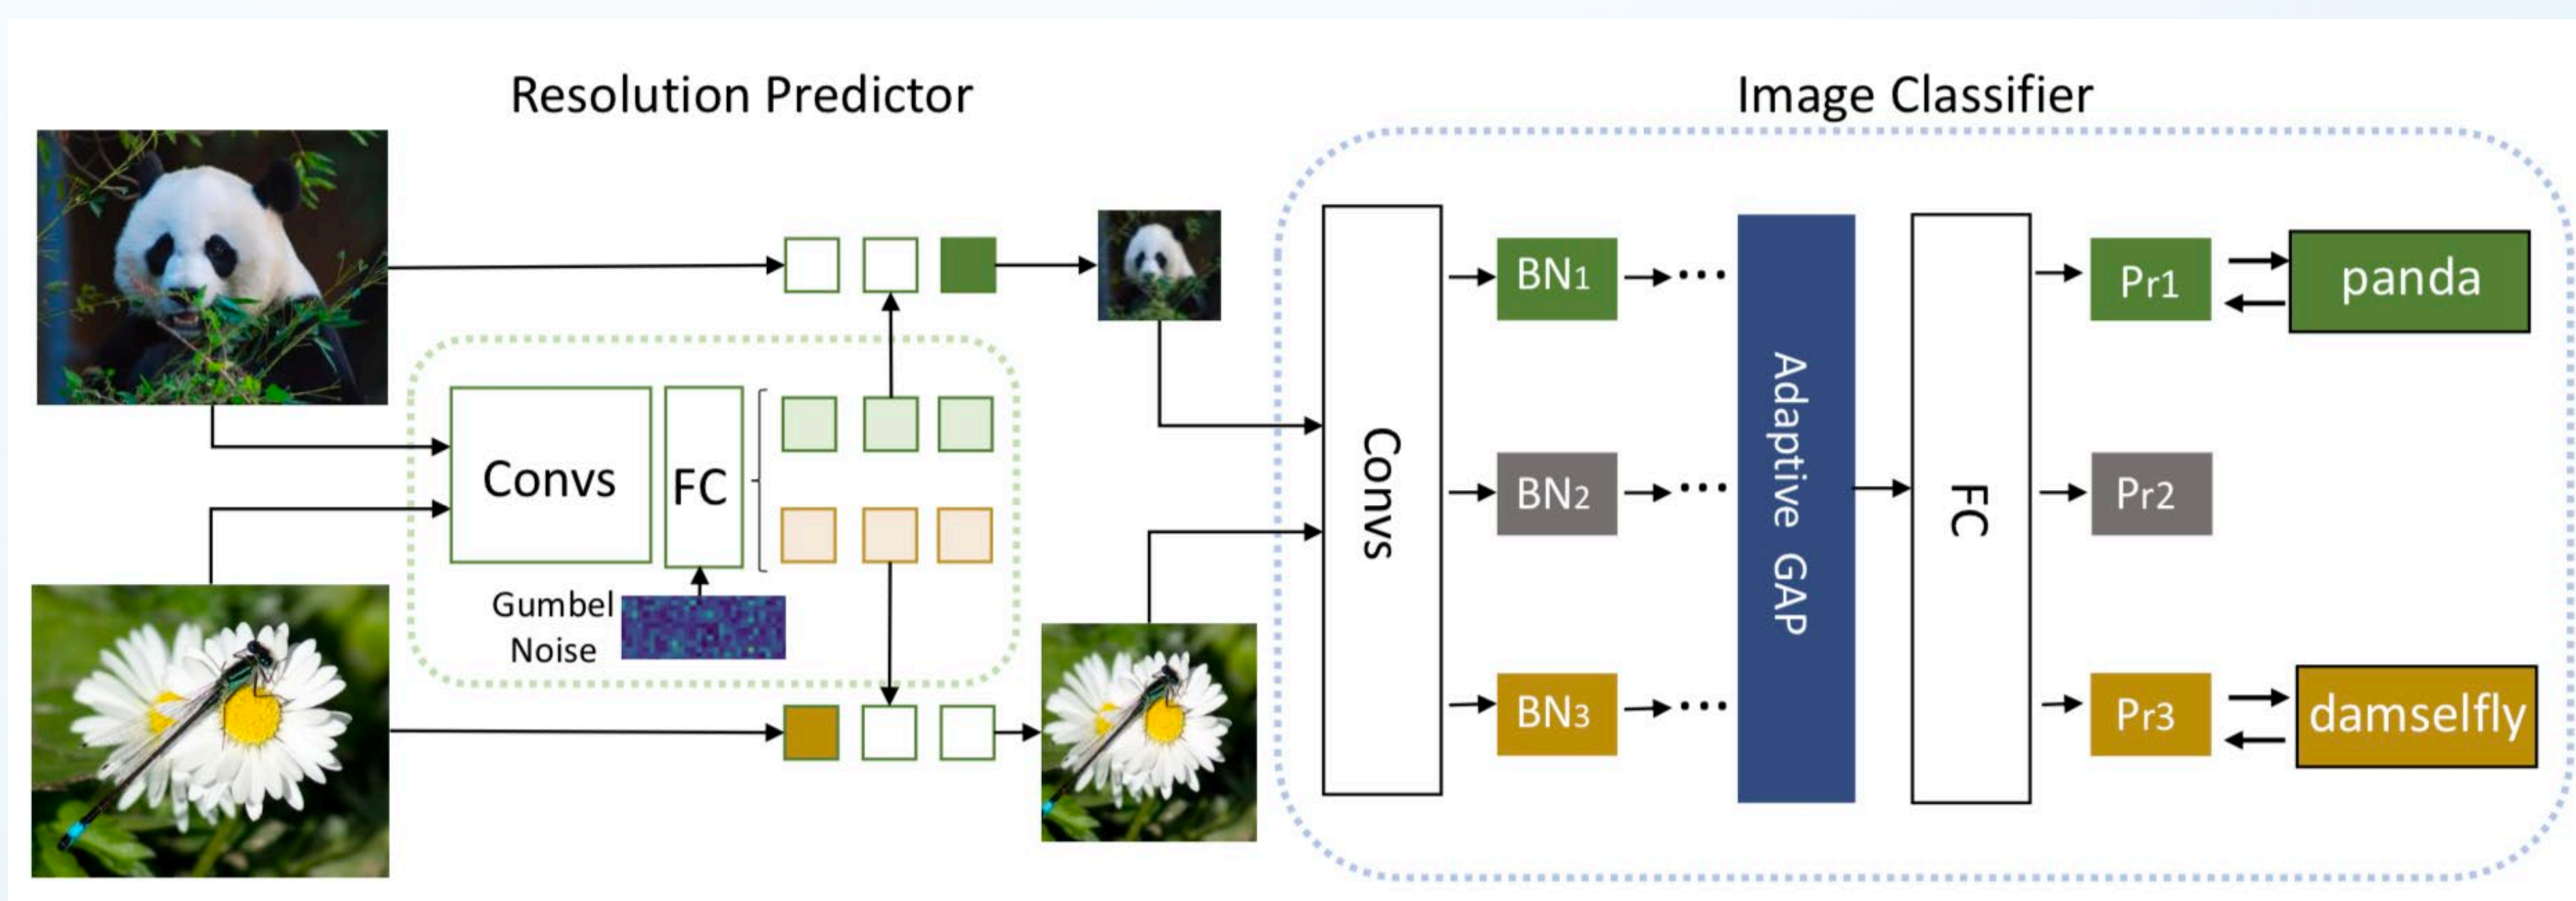 Resolution Predictor
Image Classifier
Convs
FC
Gumbel
Noise
Convs
BN1
BN2
BN3
Adaptive GAP
FC
Pr1
Pr2
Pr3
panda
damselfly